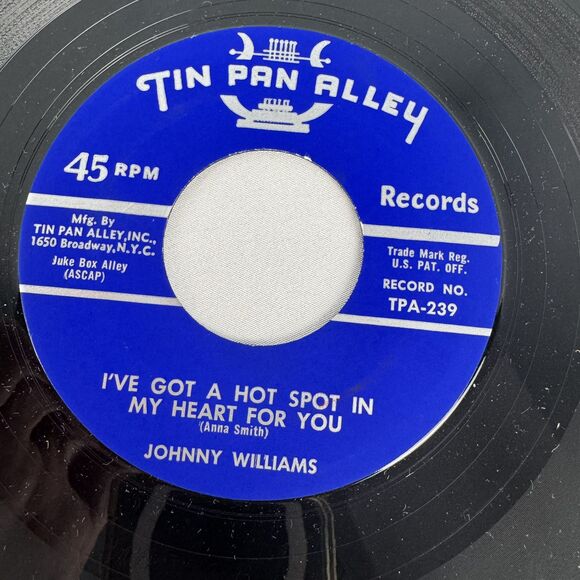 TIN PAN ALLEY
45 RPM
Records
Mfg. By
TIN PAN ALLEY, INC.,
1650 Broadway, N.Y.C.
Juke Box Alley
(ASCAP)
Trade Mark Reg.
U.S. PAT. OFF.
RECORD NO.
TPA-239
I'VE GOT A HOT SPOT IN
MY HEART FOR YOU
(Anna Smith)
JOHNNY WILLIAMS